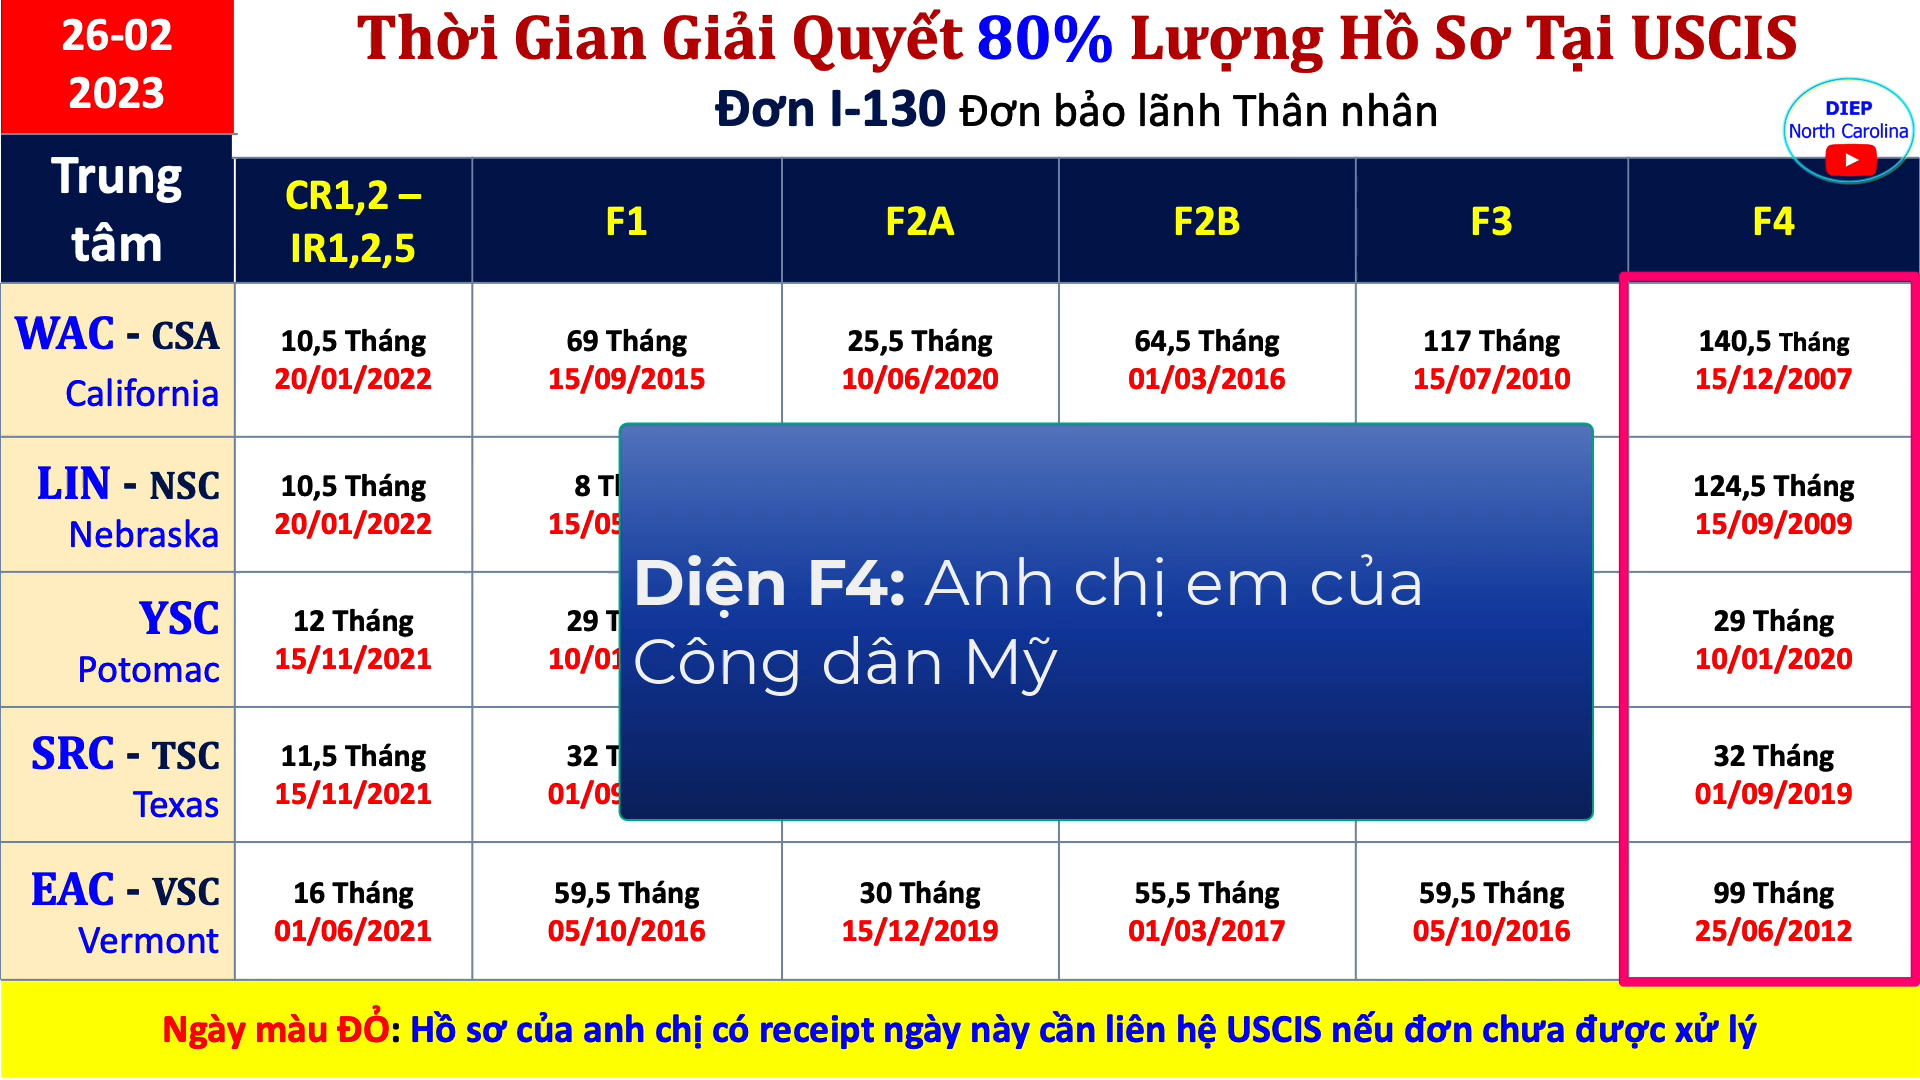 26-02
2023
Thời Gian Giải Quyết 80% Lượng Hồ Sơ Tại USCIS
Đơn I-130 Đơn bảo lãnh Thân nhân
DIEP
North Carolina
Trung
tâm
CR1,2 –
IR1,2,5
F1
F2A
F2B
F3
F4
WAC - CSA
California
10,5 Tháng
20/01/2022
69 Tháng
15/09/2015
25,5 Tháng
10/06/2020
64,5 Tháng
01/03/2016
117 Tháng
15/07/2010
140,5 Tháng
15/12/2007
LIN - NSC
Nebraska
10,5 Tháng
20/01/2022
8
124,5 Tháng
15/09/2009
YSC
Potomac
12 Tháng
15/11/2021
29
29 Tháng
10/01/2020
Diện F4: Anh chị em của
Công dân Mỹ
SRC - TSC
Texas
11,5 Tháng
15/11/2021
32
32 Tháng
01/09/2019
EAC - VSC
Vermont
16 Tháng
01/06/2021
59,5 Tháng
05/10/2016
30 Tháng
15/12/2019
55,5 Tháng
01/03/2017
59,5 Tháng
05/10/2016
99 Tháng
25/06/2012
Ngày màu ĐỎ: Hồ sơ của anh chị có receipt ngày này cần liên hệ USCIS nếu đơn chưa được xử lý